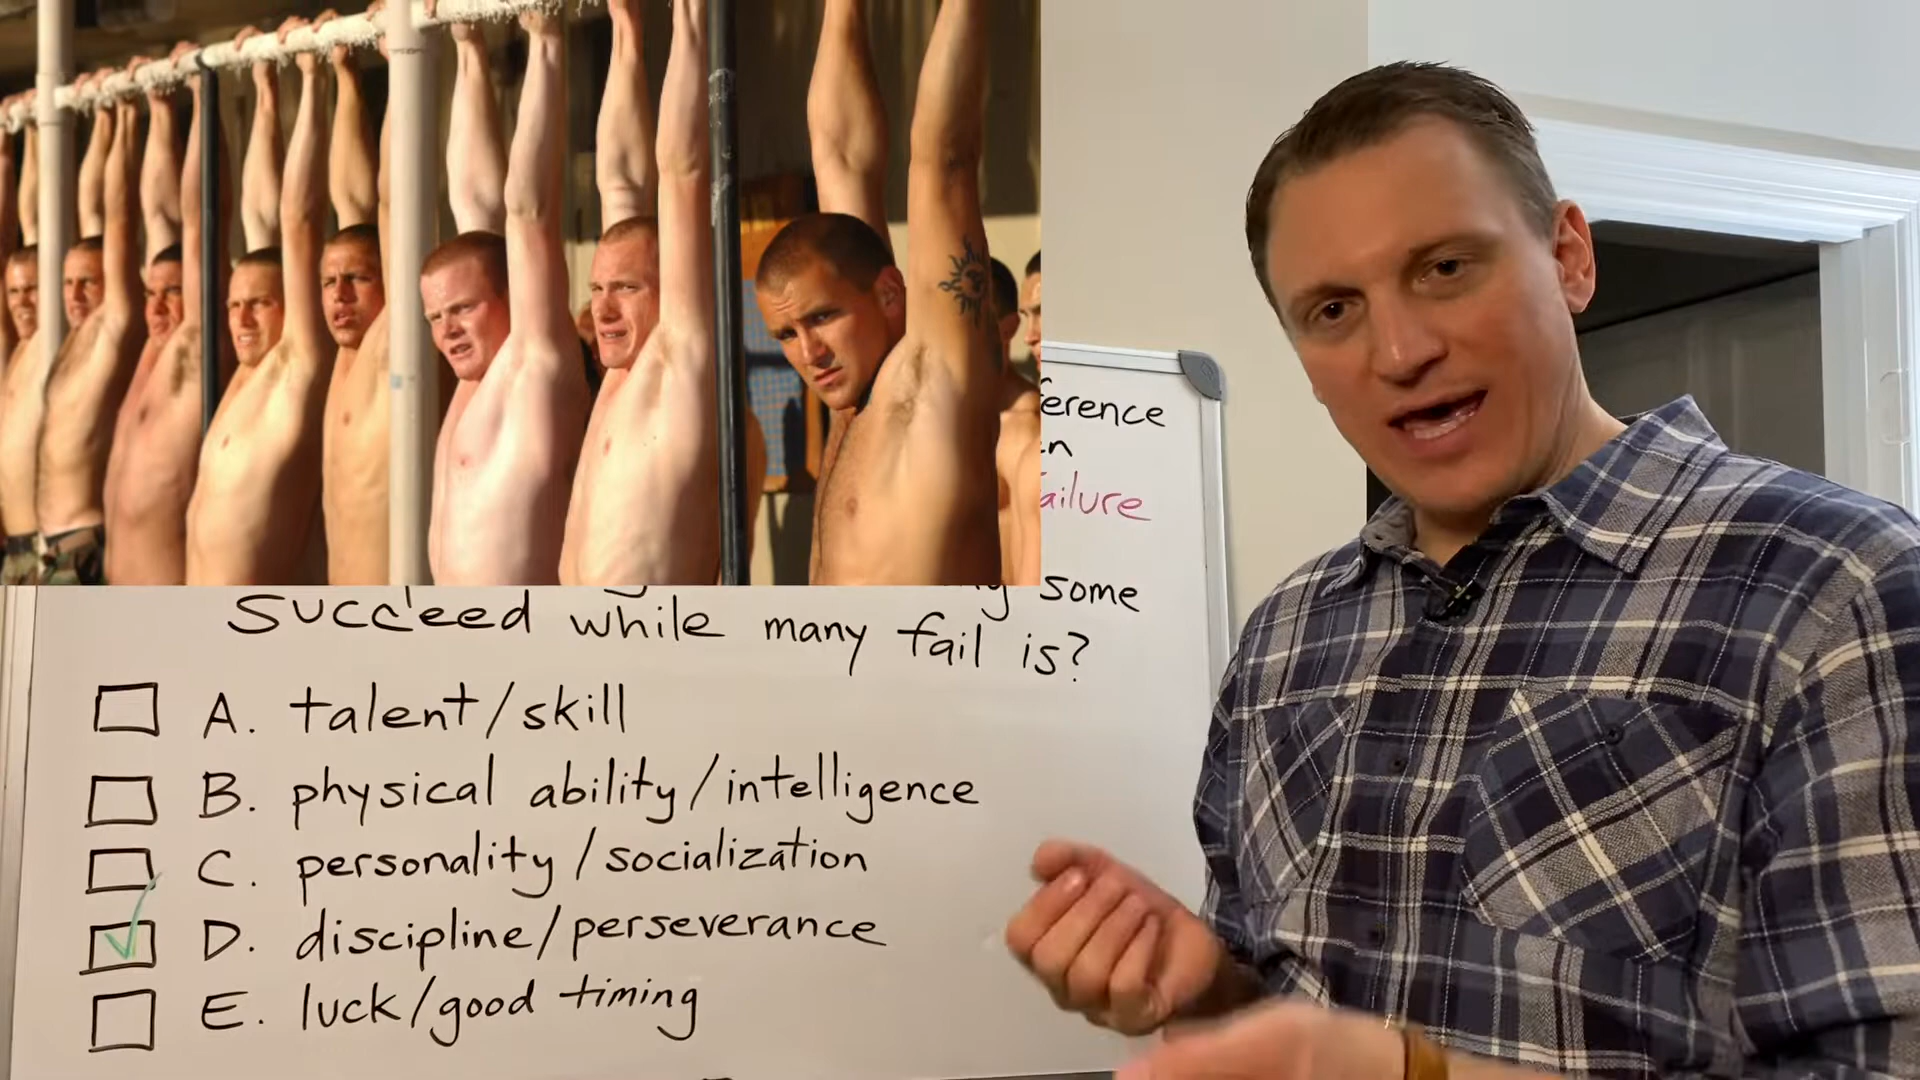 erence
n
ailure
some
Succeed while many fail is?
A. talent/skill
B. physical ability/intelligence
C. personality/socialization
D. discipline/perseverance
E. luck/good timing